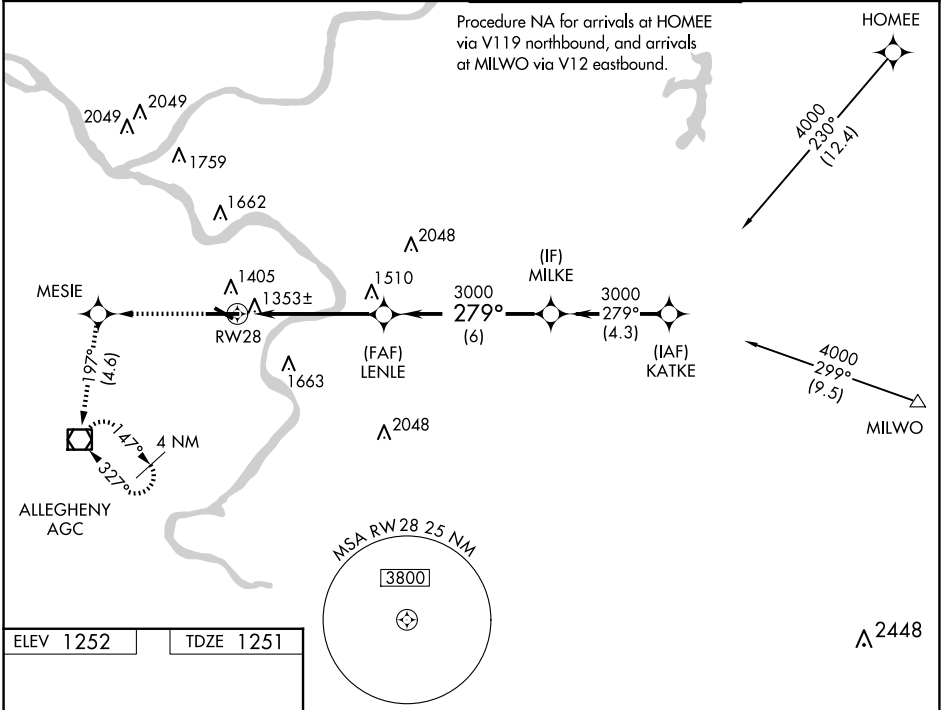 Procedure NA for arrivals at HOMEE
via V119 northbound, and arrivals
at MILWO via V12 eastbound.
HOMEE
4000
230°
(12.4)
2049
2049
1759
1662
2048
(IF)
MILKE
1405
1510
MESIE
1353±
3000
279°
(6)
3000
279°
(4.3)
RW28
(FAF)
LENLE
(IAF)
KATKE
197°
(4.6)
1663
4000
299°
(9.5)
MILWO
2048
147°
4 NM
327°
ALLEGHENY
AGC
MSA RW 28 25 NM
3800
2448
ELEV 1252
TDZE 1251